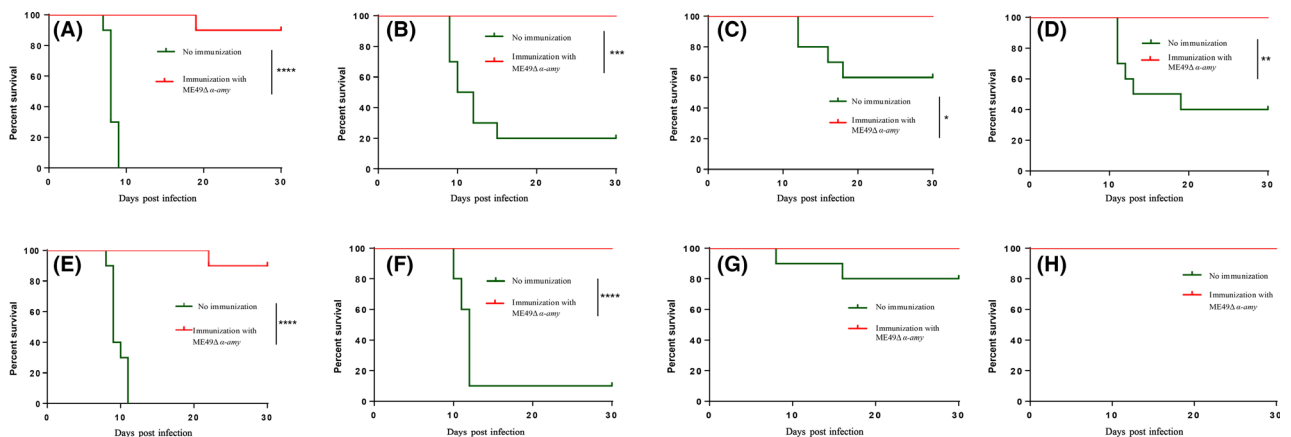 (A)
Percent survival
100
80
60
40
20
0
0 10 20 30
Days post infection
No immunization
Immunization with
ME49Δ α-amy
****
(B)
Percent survival
100
80
60
40
20
0
0 10 20 30
Days post infection
No immunization
Immunization with
ME49Δ α-amy
***
(C)
Percent survival
100
80
60
40
20
0
0 10 20 30
Days post infection
No immunization
Immunization with
ME49Δ α-amy
*
(D)
Percent survival
100
80
60
40
20
0
0 10 20 30
Days post infection
No immunization
Immunization with
ME49Δ α-amy
**
(E)
Percent survival
100
80
60
40
20
0
0 10 20 30
Days post infection
No immunization
Immunization with
ME49Δ α-amy
****
(F)
Percent survival
100
80
60
40
20
0
0 10 20 30
Days post infection
No immunization
Immunization with
ME49Δ α-amy
****
(G)
Percent survival
100
80
60
40
20
0
0 10 20 30
Days post infection
No immunization
Immunization with
ME49Δ α-amy
(H)
Percent survival
100
80
60
40
20
0
0 10 20 30
Days post infection
No immunization
Immunization with
ME49Δ α-amy